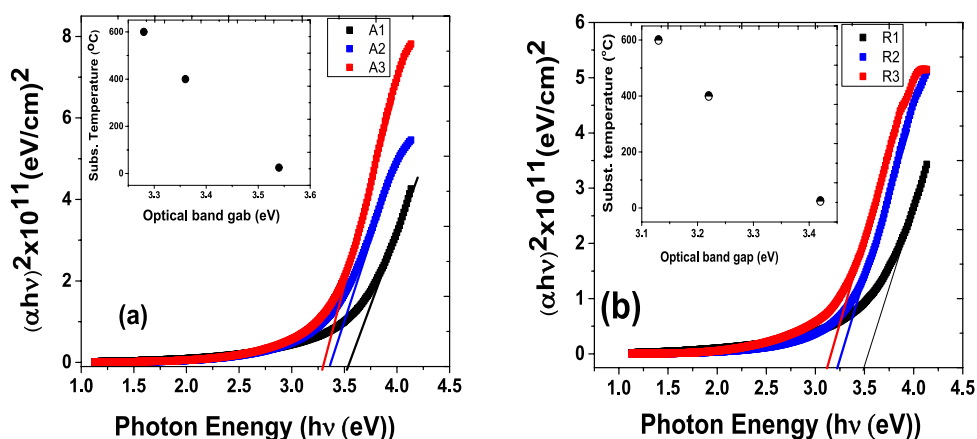 (a)
A1
A2
A3
8
6
4
2
0
1.0 1.5 2.0 2.5 3.0 3.5 4.0 4.5
(αhν)2x1011(eV/cm)2
Photon Energy (hν (eV))
600
400
200
0
3.3 3.4 3.5 3.6
Subs. Temperature (oC)
Optical band gab (eV)
(b)
R1
R2
R3
6
5
4
3
2
1
0
1.0 1.5 2.0 2.5 3.0 3.5 4.0 4.5
(αhν)2x1011(eV/cm)2
Photon Energy (hν (eV))
600
400
200
0
3.1 3.2 3.3 3.4
Subst. temperature (°C)
Optical band gap (eV)